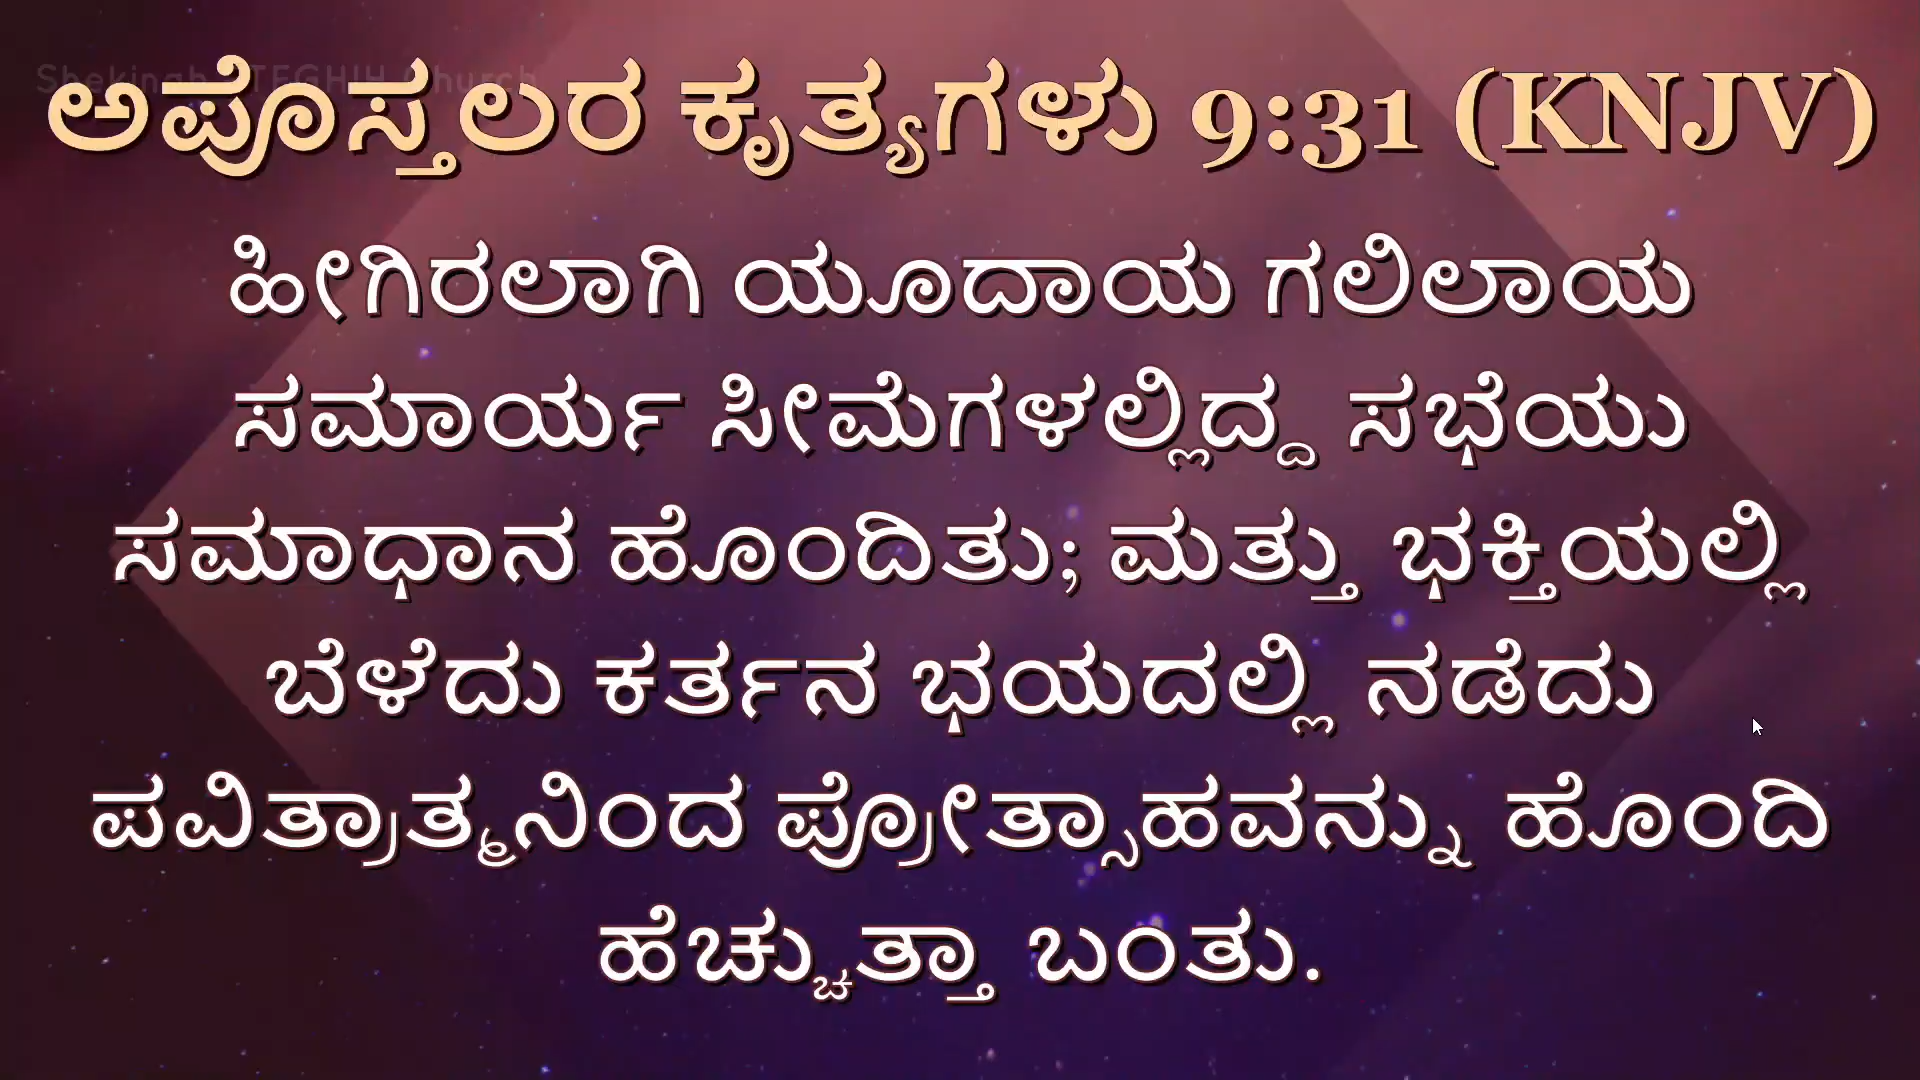 ಅಪೊಸ್ತಲರ ಕೃತ್ಯಗಳು 9:31 (KNJV)
ಹೀಗಿರಲಾಗಿ ಯೂದಾಯ ಗಲಿಲಾಯ
ಸಮಾರ್ಯ ಸೀಮೆಗಳಲ್ಲಿದ್ದ ಸಭೆಯು
ಸಮಾಧಾನ ಹೊಂದಿತು; ಮತ್ತು ಭಕ್ತಿಯಲ್ಲಿ
ಬೆಳೆದು ಕರ್ತನ ಭಯದಲ್ಲಿ ನಡೆದು
ಪವಿತ್ರಾತ್ಮನಿಂದ ಪ್ರೋತ್ಸಾಹವನ್ನು ಹೊಂದಿ
ಹೆಚ್ಚುತ್ತಾ ಬಂತು.